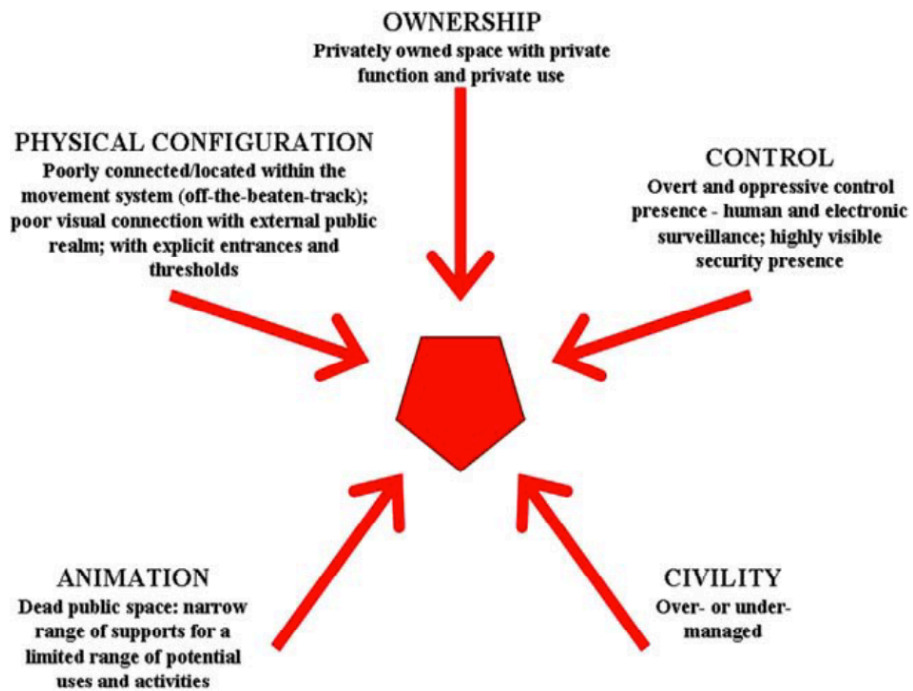 OWNERSHIP
Privately owned space with private
function and private use
PHYSICAL CONFIGURATION
Poorly connected/located within the
movement system (off-the-beaten-track);
poor visual connection with external public
realm; with explicit entrances and
thresholds
CONTROL
Overt and oppressive control
presence - human and electronic
surveillance; highly visible
security presence
ANIMATION
Dead public space: narrow
range of supports for a
limited range of potential
uses and activities
CIVILITY
Over- or under-
managed